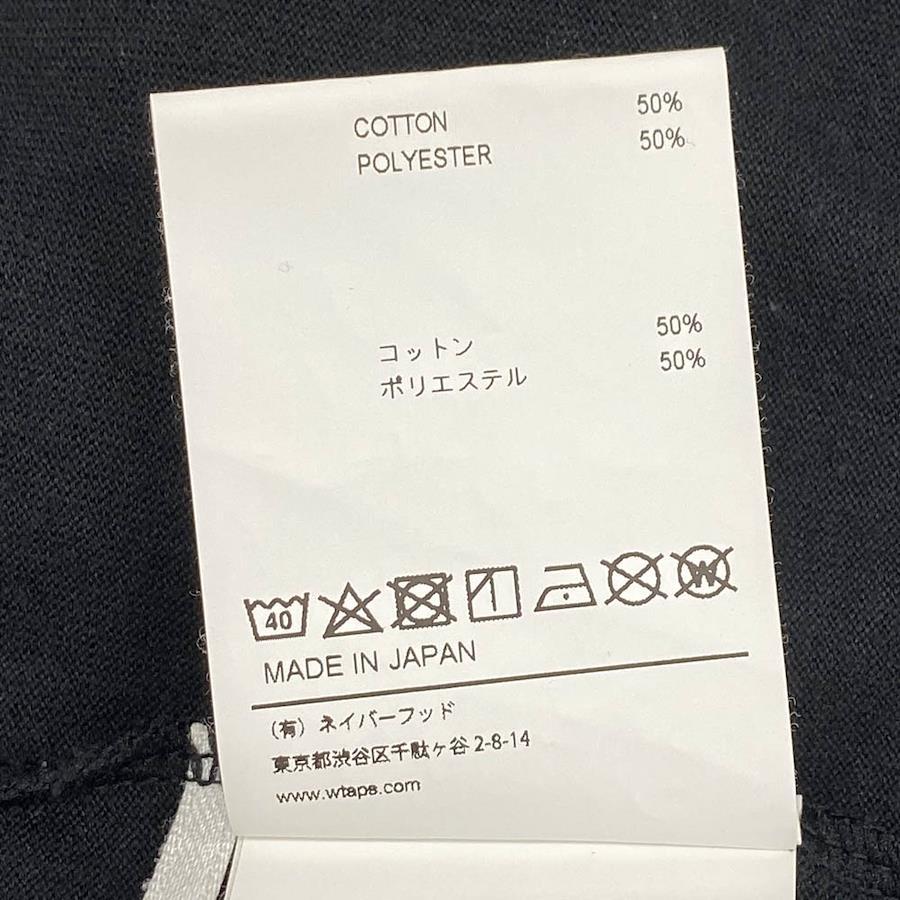 COTTON 50%
POLYESTER 50%
コットン 50%
ポリエステル 50%
40 W
MADE IN JAPAN
(有) ネイバーフッド
東京都渋谷区千駄ヶ谷 2-8-14
www.wtaps.com